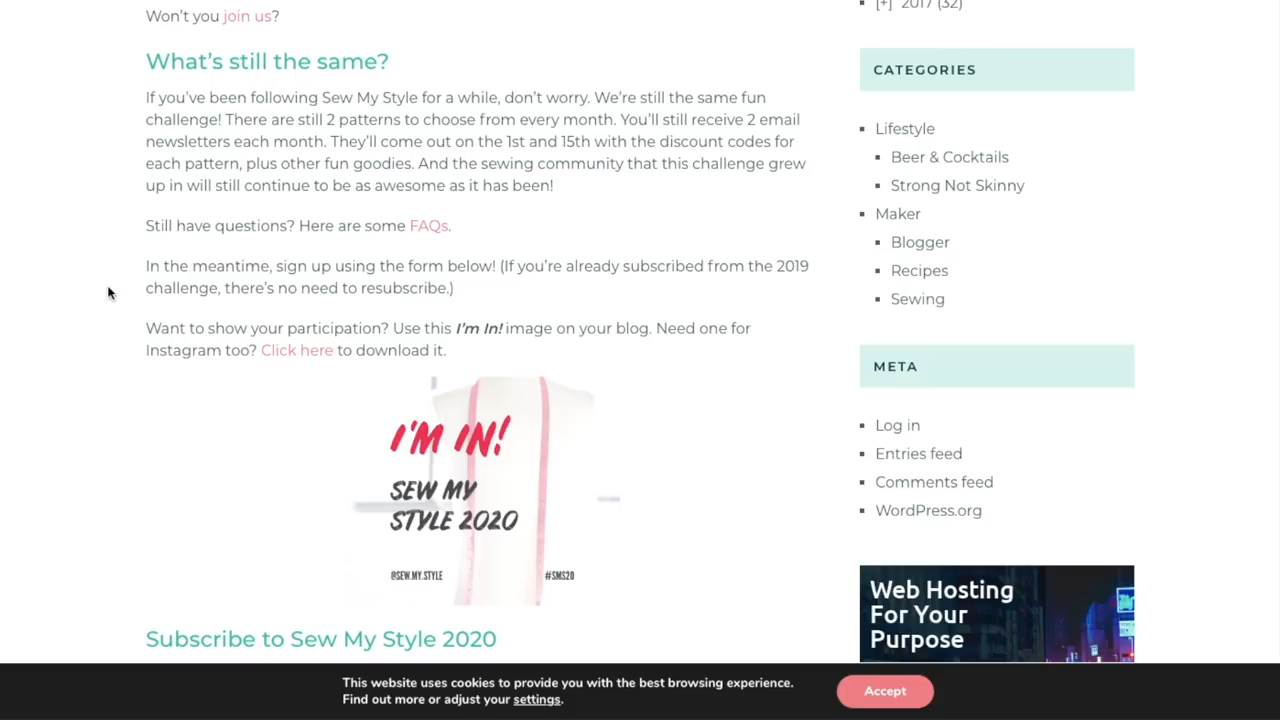 Won't you join us?
What's still the same?
If you've been following Sew My Style for a while, don't worry. We're still the same fun
challenge! There are still 2 patterns to choose from every month. You'll still receive 2 email
newsletters each month. They'll come out on the 1st and 15th with the discount codes for
each pattern, plus other fun goodies. And the sewing community that this challenge grew
up in will still continue to be as awesome as it has been!
Still have questions? Here are some FAQs.
In the meantime, sign up using the form below! (If you're already subscribed from the 2019
challenge, there's no need to resubscribe.)
Want to show your participation? Use this I'm In! image on your blog. Need one for
Instagram too? Click here to download it.
I'M IN!
SEW MY
STYLE 2020
@SEW.MY.STYLE
#SMS20
Subscribe to Sew My Style 2020
[+] 2017 (32)
CATEGORIES
Lifestyle
Beer & Cocktails
Strong Not Skinny
Maker
Blogger
Recipes
Sewing
META
Log in
Entries feed
Comments feed
WordPress.org
Web Hosting
For Your
Purpose
This website uses cookies to provide you with the best browsing experience.
Find out more or adjust your settings.
Accept